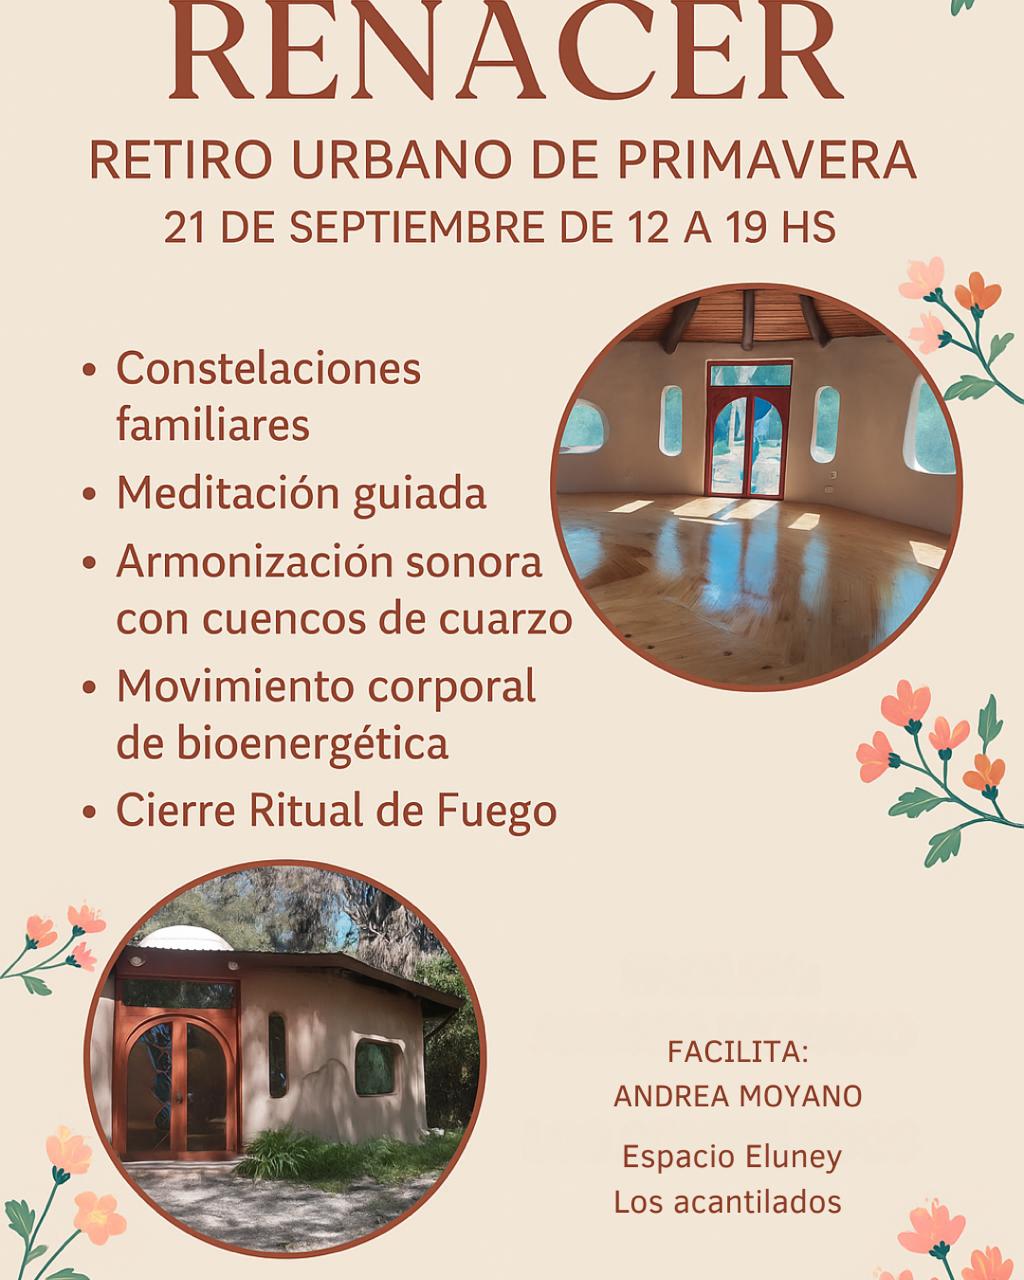 RENACER
RETIRO URBANO DE PRIMAVERA
21 DE SEPTIEMBRE DE 12 A 19 HS
• Constelaciones
familiares
• Meditación guiada
• Armonización sonora
con cuencos de cuarzo
• Movimiento corporal
de bioenergética
• Cierre Ritual de Fuego
FACILITA:
ANDREA MOYANO
Espacio Eluney
Los acantilados